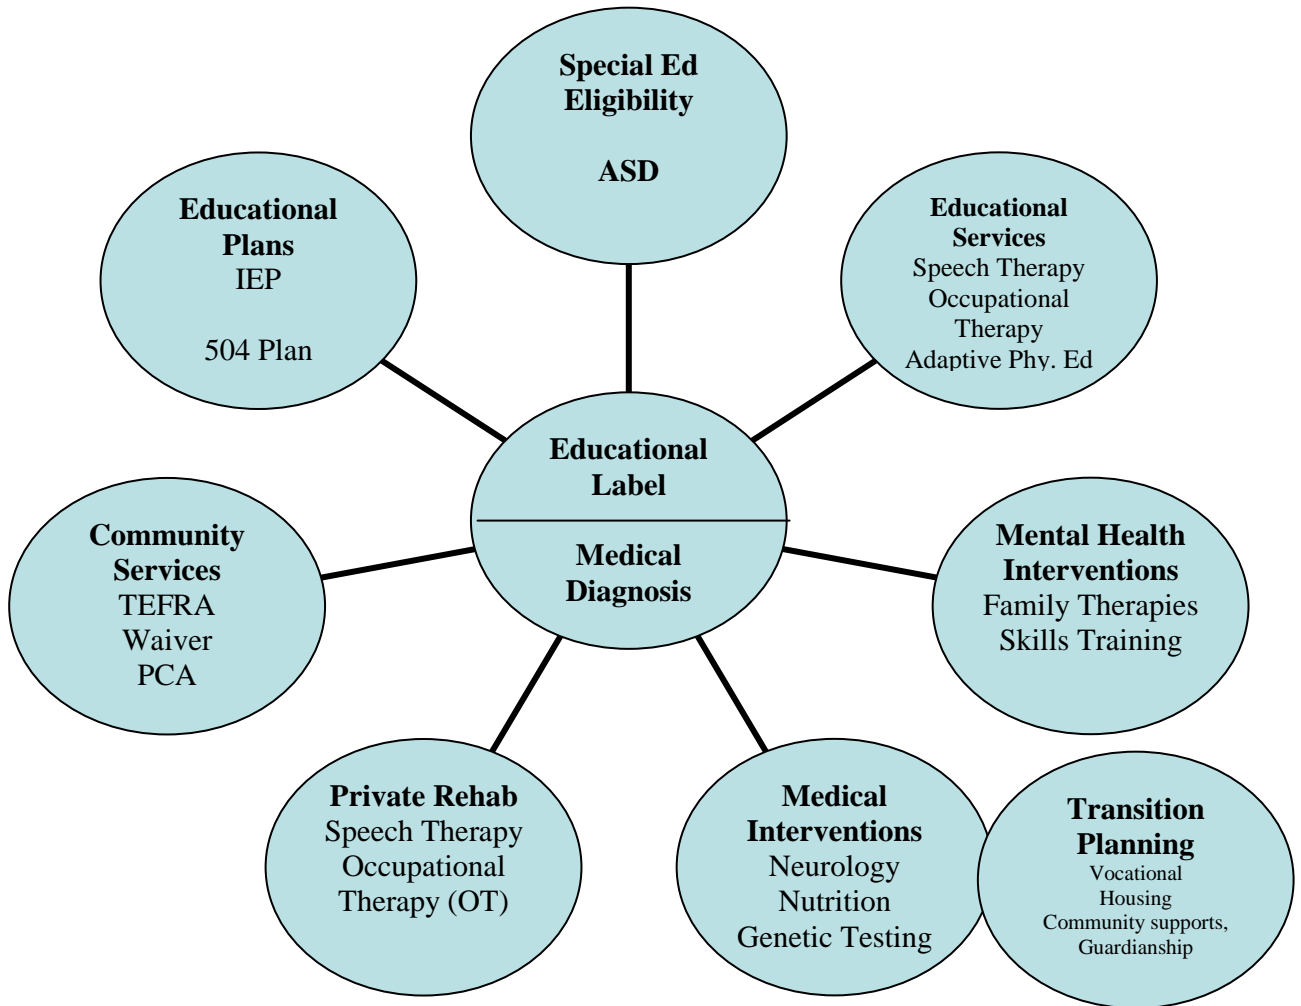 Special Ed
Eligibility
ASD
Educational
Plans
IEP
504 Plan
Educational
Services
Speech Therapy
Occupational
Therapy
Adaptive Phy. Ed
Educational
Label
Medical
Diagnosis
Community
Services
TEFRA
Waiver
PCA
Mental Health
Interventions
Family Therapies
Skills Training
Private Rehab
Speech Therapy
Occupational
Therapy (OT)
Medical
Interventions
Neurology
Nutrition
Genetic Testing
Transition
Planning
Vocational
Housing
Community supports,
Guardianship